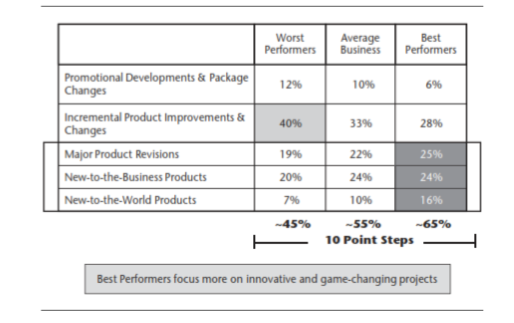 Worst Performers Average Business Best Performers
Promotional Developments & Package Changes 12% 10% 6%
Incremental Product Improvements & Changes 40% 33% 28%
Major Product Revisions 19% 22% 25%
New-to-the-Business Products 20% 24% 24%
New-to-the-World Products 7% 10% 16%
~45% ~55% ~65%
10 Point Steps
Best Performers focus more on innovative and game-changing projects